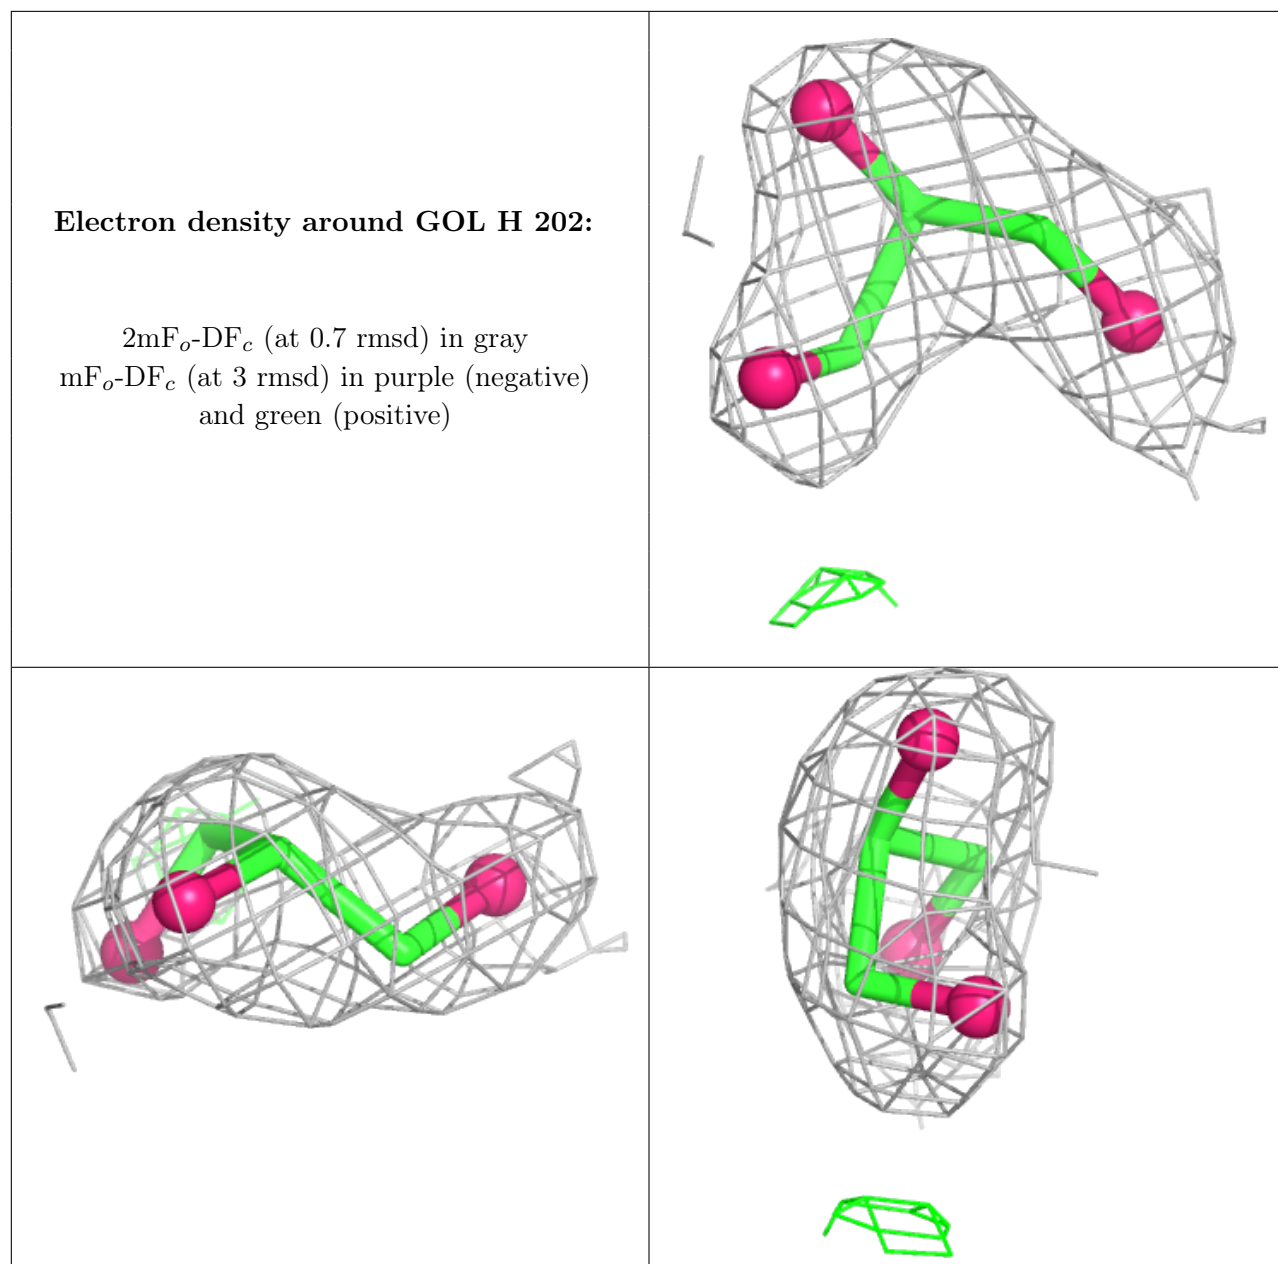 Electron density around GOL H 202:
2mFo-DFc (at 0.7 rmsd) in gray
mFo-DFc (at 3 rmsd) in purple (negative)
and green (positive)